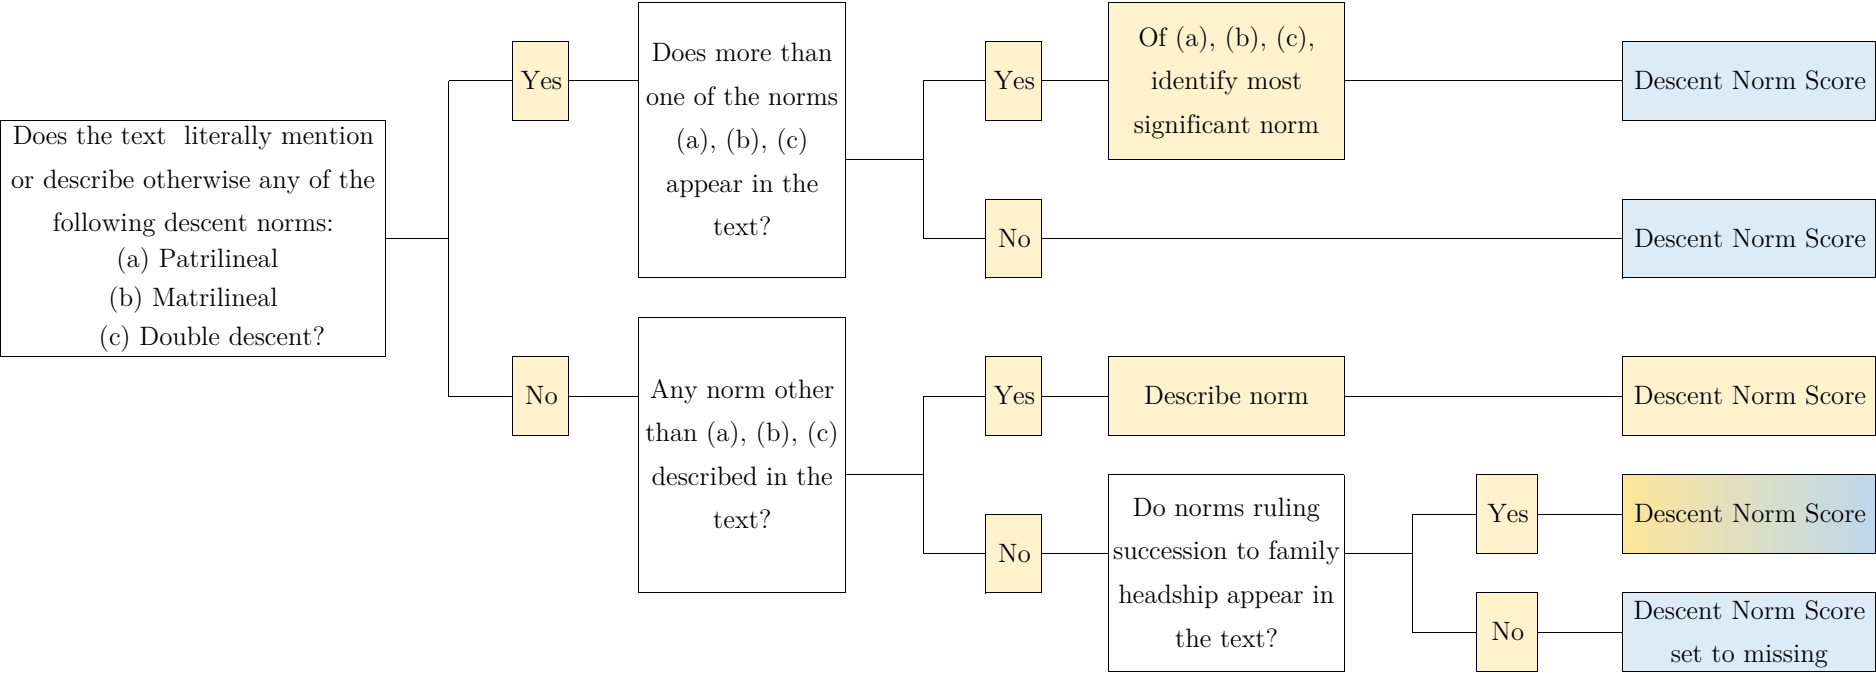 Does the text literally mention
or describe otherwise any of the
following descent norms:
(a) Patrilineal
(b) Matrilineal
(c) Double descent?
Yes
Does more than
one of the norms
(a), (b), (c)
appear in the
text?
Yes
Of (a), (b), (c),
identify most
significant norm
Descent Norm Score
No
Descent Norm Score
No
Any norm other
than (a), (b), (c)
described in the
text?
Yes
Describe norm
Descent Norm Score
No
Do norms ruling
succession to family
headship appear in
the text?
Yes
Descent Norm Score
No
Descent Norm Score
set to missing